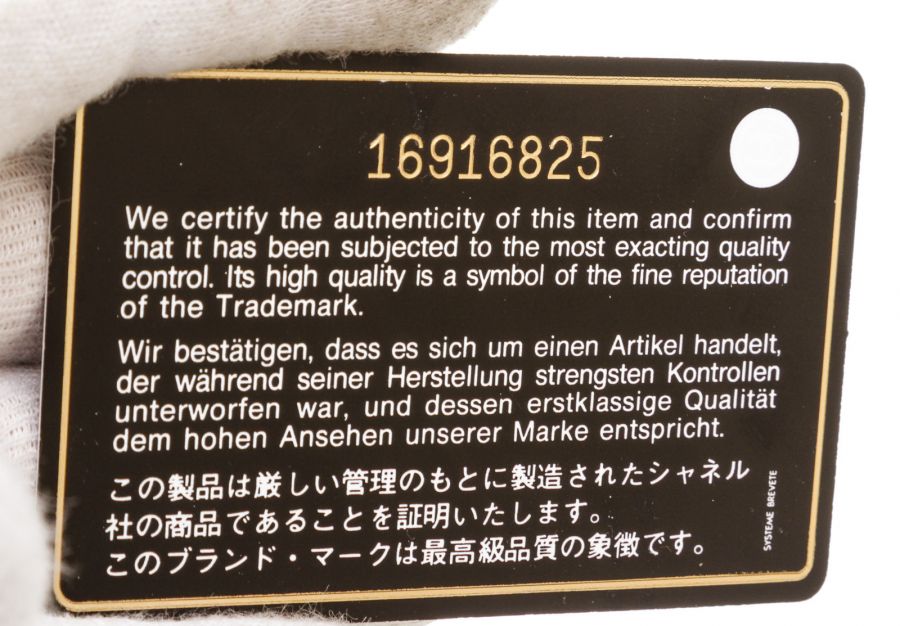 16916825
We certify the authenticity of this item and confirm
that it has been subjected to the most exacting quality
control. Its high quality is a symbol of the fine reputation
of the Trademark.
Wir bestätigen, dass es sich um einen Artikel handelt,
der während seiner Herstellung strengsten Kontrollen
unterworfen war, und dessen erstklassige Qualität
dem hohen Ansehen unserer Marke entspricht.
この製品は厳しい管理のもとに製造されたシャネル
社の商品であることを証明いたします。
このブランド・マークは最高級品質の象徴です。
SYSTEME BREVETE